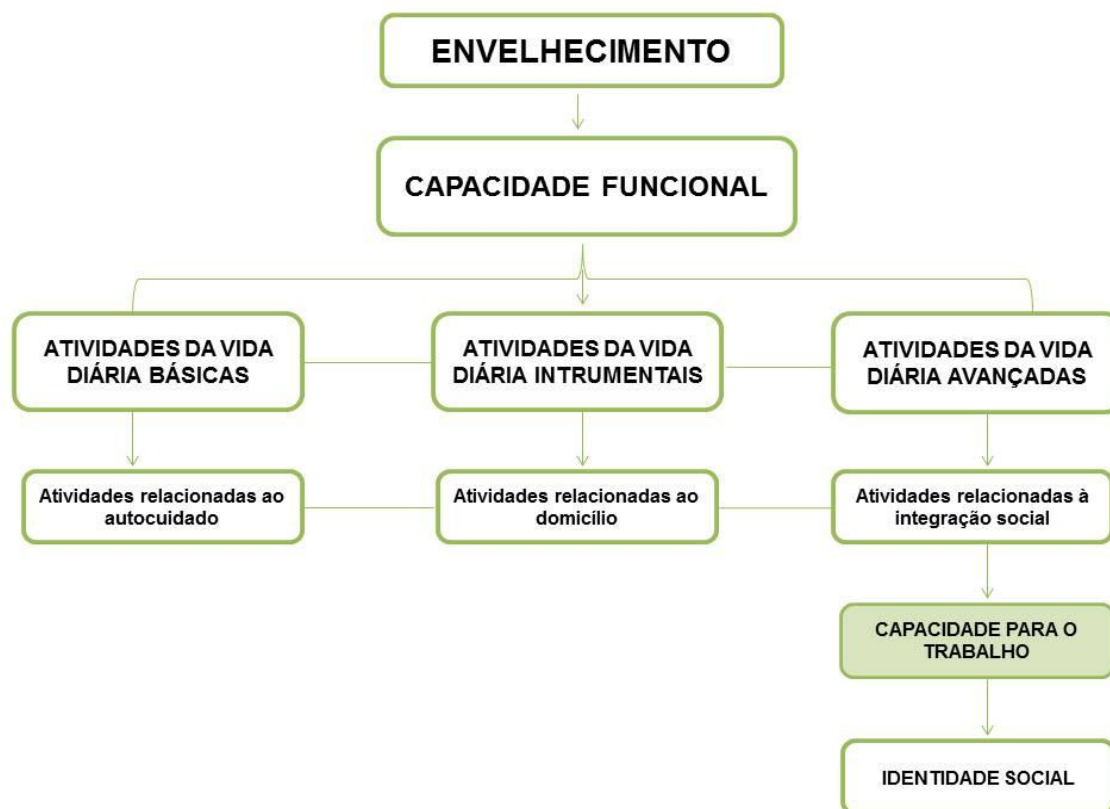 ENVELHECIMENTO
CAPACIDADE FUNCIONAL
ATIVIDADES DA VIDA
DIÁRIA BÁSICAS
ATIVIDADES DA VIDA
DIÁRIA INTRUMENTAIS
ATIVIDADES DA VIDA
DIÁRIA AVANÇADAS
Atividades relacionadas ao
autocuidado
Atividades relacionadas ao
domicílio
Atividades relacionadas à
integração social
CAPACIDADE PARA O
TRABALHO
IDENTIDADE SOCIAL